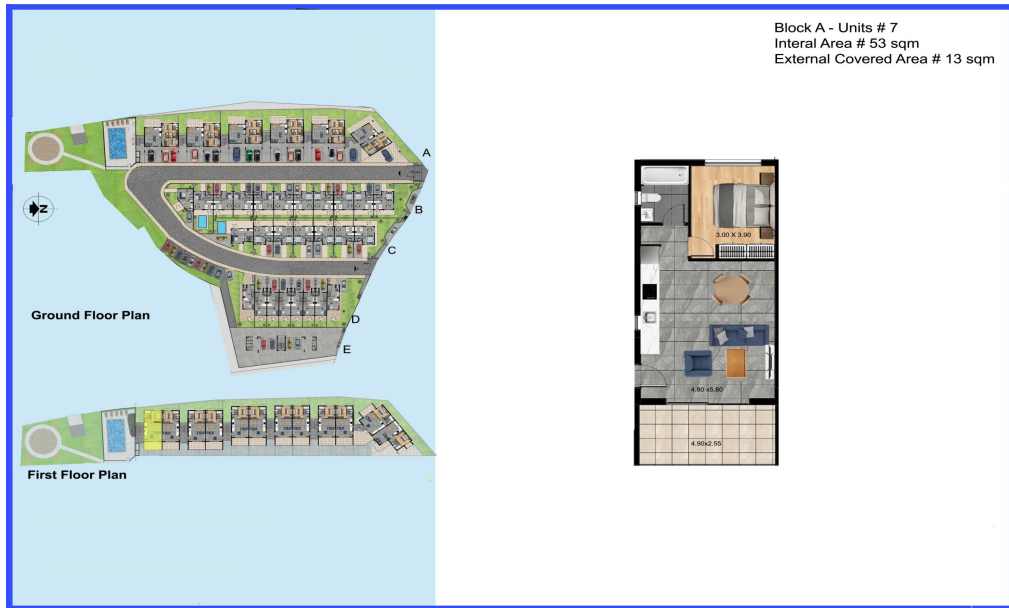 Block A - Units # 7
Interal Area # 53 sqm
External Covered Area # 13 sqm
A
B
N
C
Ground Floor Plan
D
E
First Floor Plan
3.00 X 3.90
4.90 x5.80
4.90x2.55